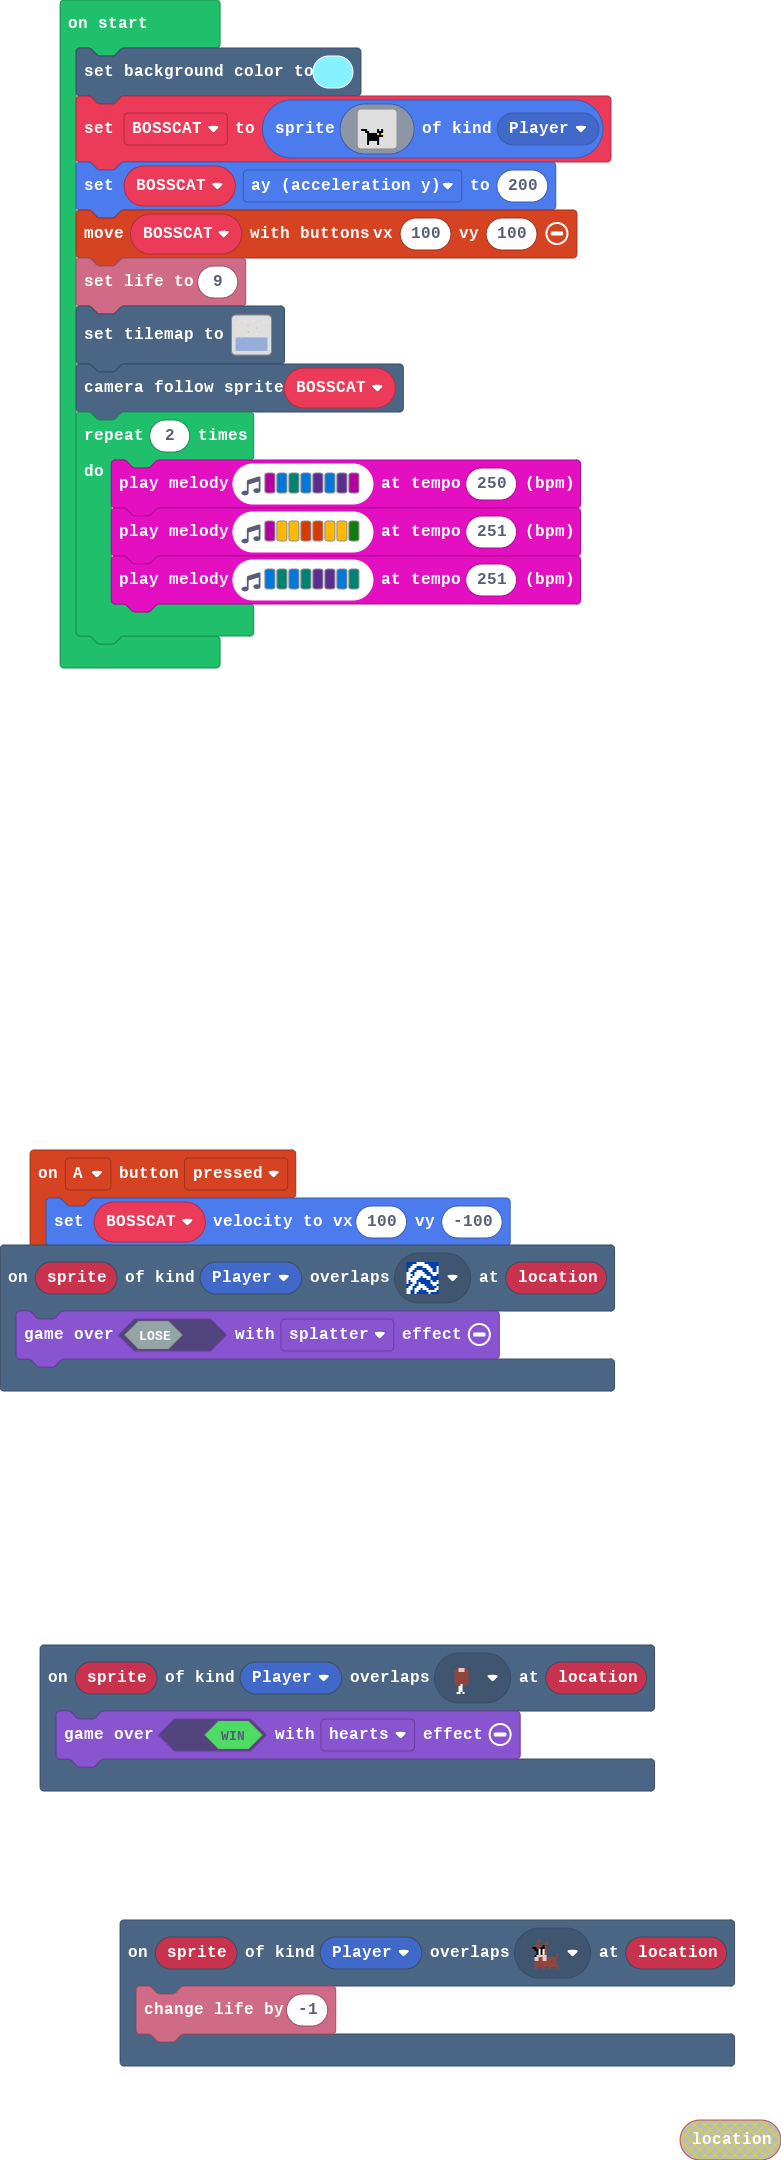 on start
set background color to
set BOSSCAT to sprite of kind Player
set BOSSCAT ay (acceleration y) to 200
move BOSSCAT with buttons vx 100 vy 100
set life to 9
set tilemap to
camera follow sprite BOSSCAT
repeat 2 times
do
play melody at tempo 250 (bpm)
play melody at tempo 251 (bpm)
play melody at tempo 251 (bpm)
on A button pressed
set BOSSCAT velocity to vx 100 vy -100
on sprite of kind Player overlaps at location
game over LOSE with splatter effect
on sprite of kind Player overlaps at location
game over WIN with hearts effect
on sprite of kind Player overlaps at location
change life by -1
location